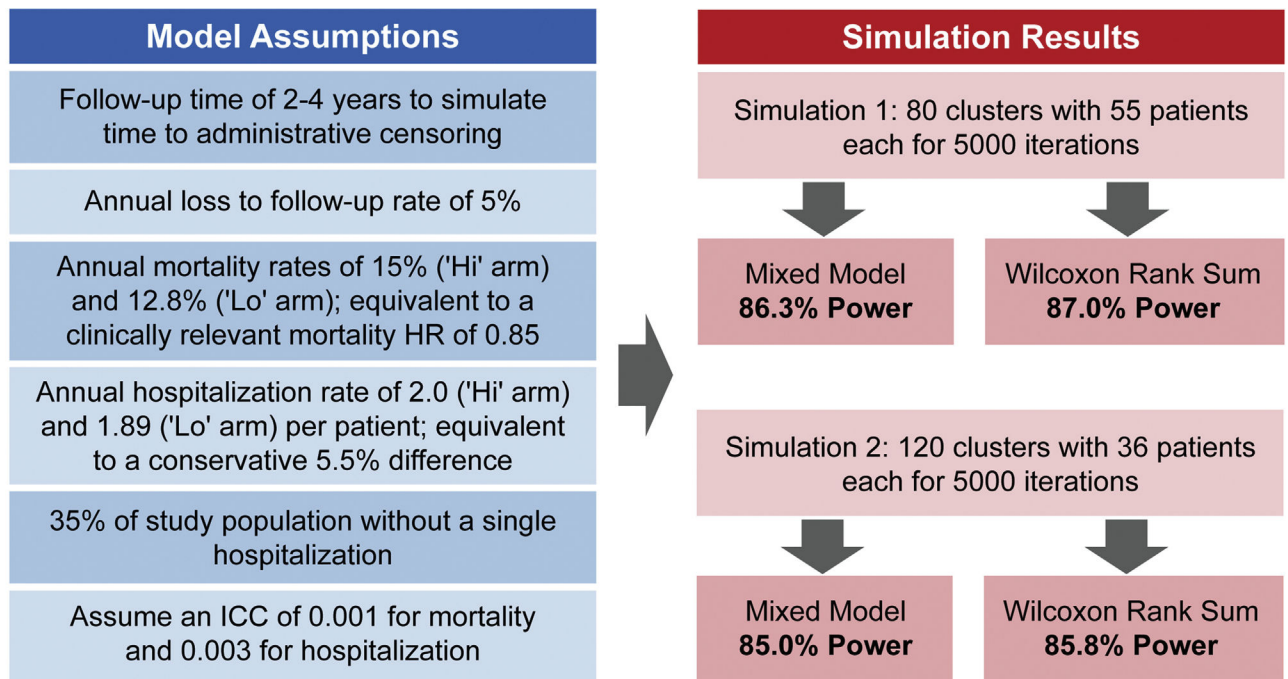 Model Assumptions
Follow-up time of 2-4 years to simulate
time to administrative censoring
Annual loss to follow-up rate of 5%
Annual mortality rates of 15% ('Hi' arm)
and 12.8% ('Lo' arm); equivalent to a
clinically relevant mortality HR of 0.85
Annual hospitalization rate of 2.0 ('Hi' arm)
and 1.89 ('Lo' arm) per patient; equivalent
to a conservative 5.5% difference
35% of study population without a single
hospitalization
Assume an ICC of 0.001 for mortality
and 0.003 for hospitalization
Simulation Results
Simulation 1: 80 clusters with 55 patients
each for 5000 iterations
Mixed Model
86.3% Power
Wilcoxon Rank Sum
87.0% Power
Simulation 2: 120 clusters with 36 patients
each for 5000 iterations
Mixed Model
85.0% Power
Wilcoxon Rank Sum
85.8% Power